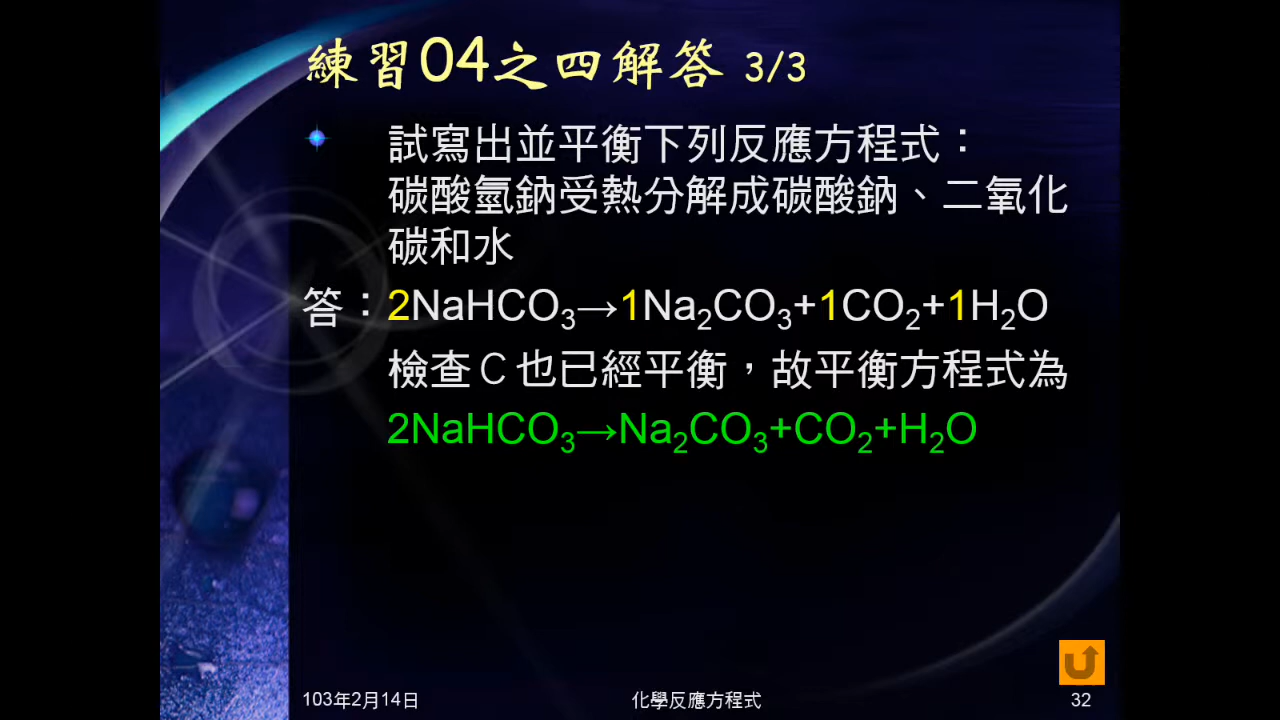 練習04之四解答 3/3
試寫出並平衡下列反應方程式：
碳酸氫鈉受熱分解成碳酸鈉、二氧化
碳和水
答：2NaHCO₃→1Na₂CO₃+1CO₂+1H₂O
檢查Ｃ也已經平衡，故平衡方程式為
2NaHCO₃→Na₂CO₃+CO₂+H₂O
103年2月14日
化學反應方程式
32